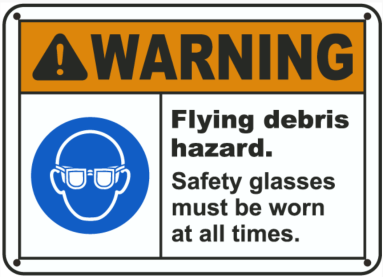 WARNING
Flying debris
hazard.
Safety glasses
must be worn
at all times.